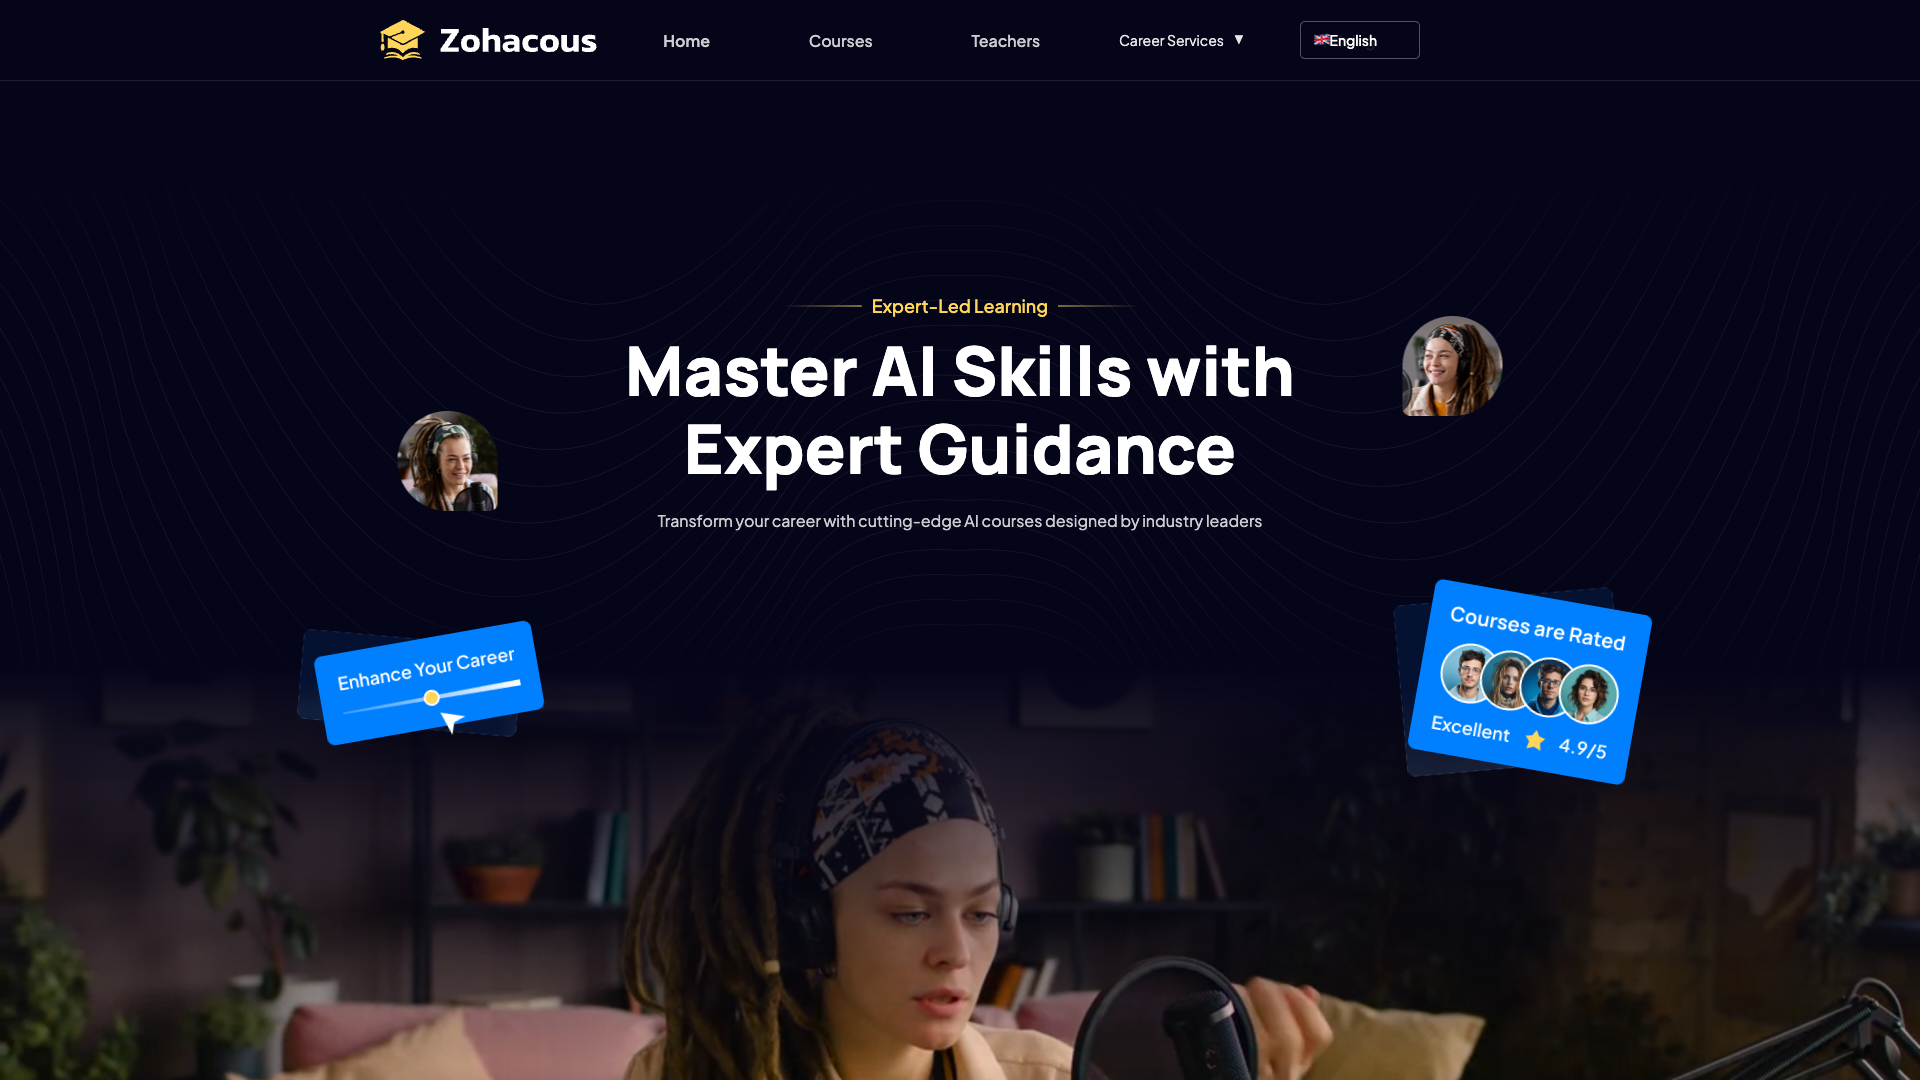 Zohacous
Home
Courses
Teachers
Career Services ▼
English
Expert-Led Learning
Master AI Skills with
Expert Guidance
Transform your career with cutting-edge AI courses designed by industry leaders
Enhance Your Career
Courses are Rated
Excellent
4.9/5